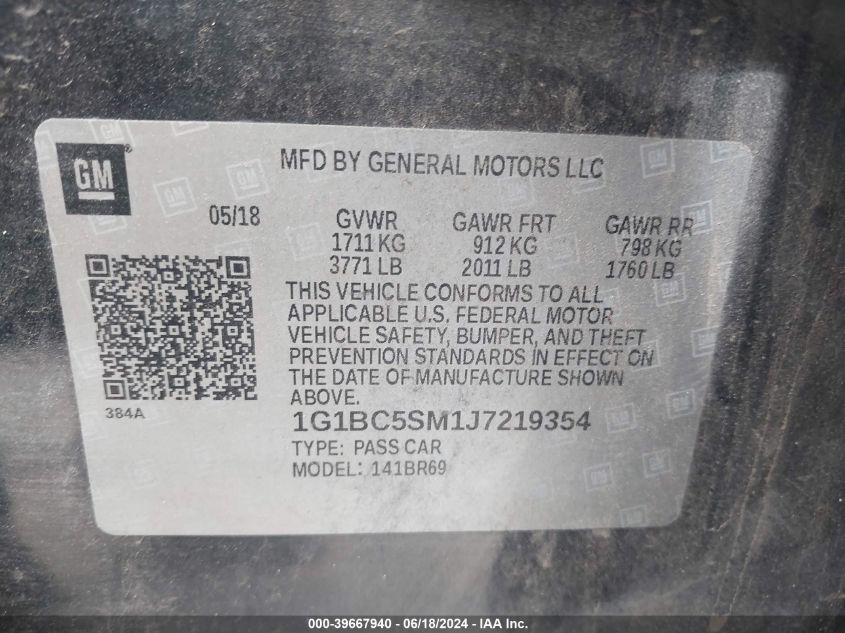 GM
®
MFD BY GENERAL MOTORS LLC
05/18 GVWR GAWR FRT GAWR RR
1711 KG 912 KG 798 KG
3771 LB 2011 LB 1760 LB
THIS VEHICLE CONFORMS TO ALL
APPLICABLE U.S. FEDERAL MOTOR
VEHICLE SAFETY, BUMPER, AND THEFT
PREVENTION STANDARDS IN EFFECT ON
THE DATE OF MANUFACTURE SHOWN
ABOVE.
384A
1G1BC5SM1J7219354
TYPE: PASS CAR
MODEL: 141BR69
000-39667940 - 06/18/2024 - IAA Inc.